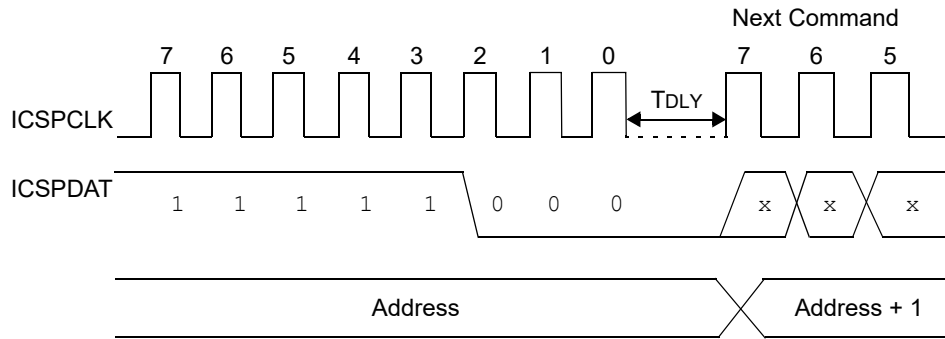 Next Command
7 6 5 4 3 2 1 0 7 6 5
TDLY
ICSPCLK
ICSPDAT
1 1 1 1 1 0 0 0 x x x
Address Address + 1